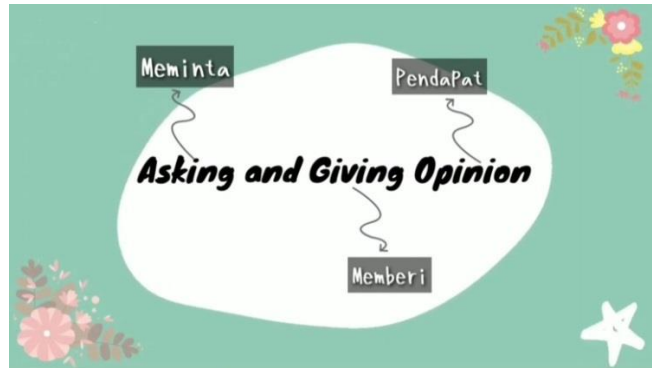 Meminta
PendaPat
Asking and Giving Opinion
Memberi